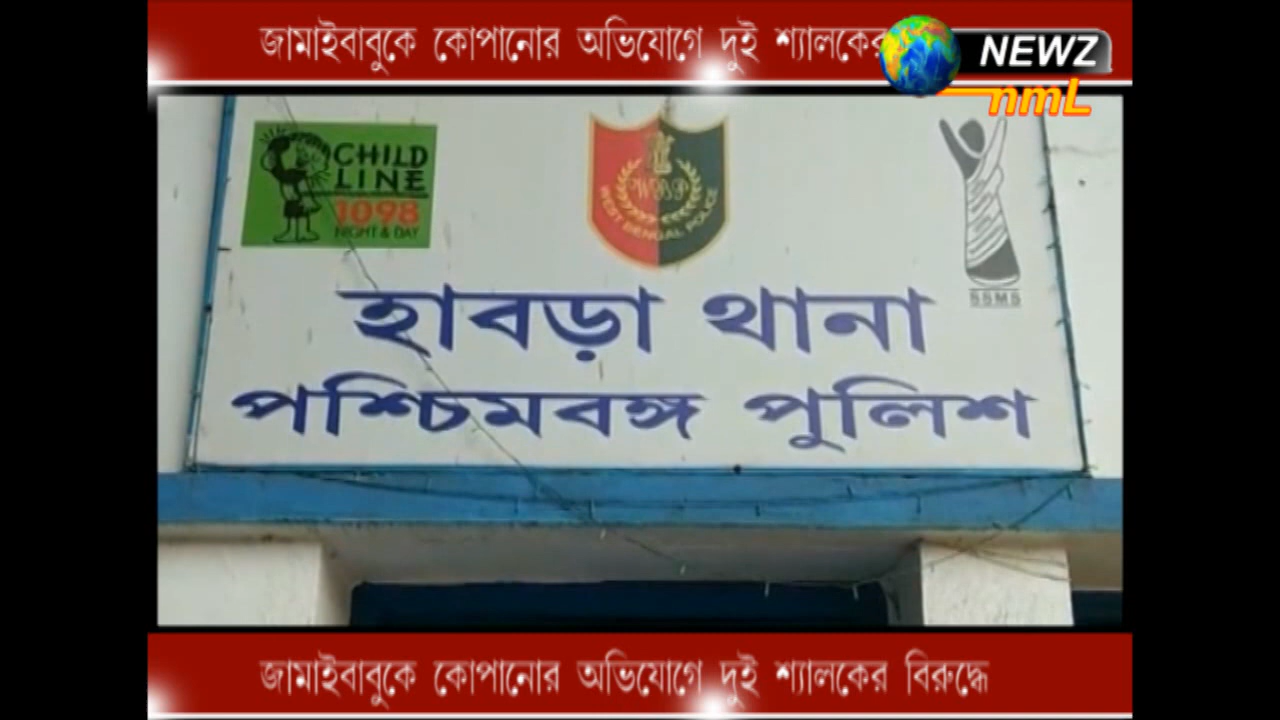 জামাইবাবুকে কোপানোর অভিযোগে দুই শ্যালকের
NEWZ
nmL
CHILD
LINE
1098
NIGHT & DAY
WEST BENGAL POLICE
SSMS
হাবড়া থানা
পশ্চিমবঙ্গ পুলিশ
জামাইবাবুকে কোপানোর অভিযোগে দুই শ্যালকের বিরুদ্ধে